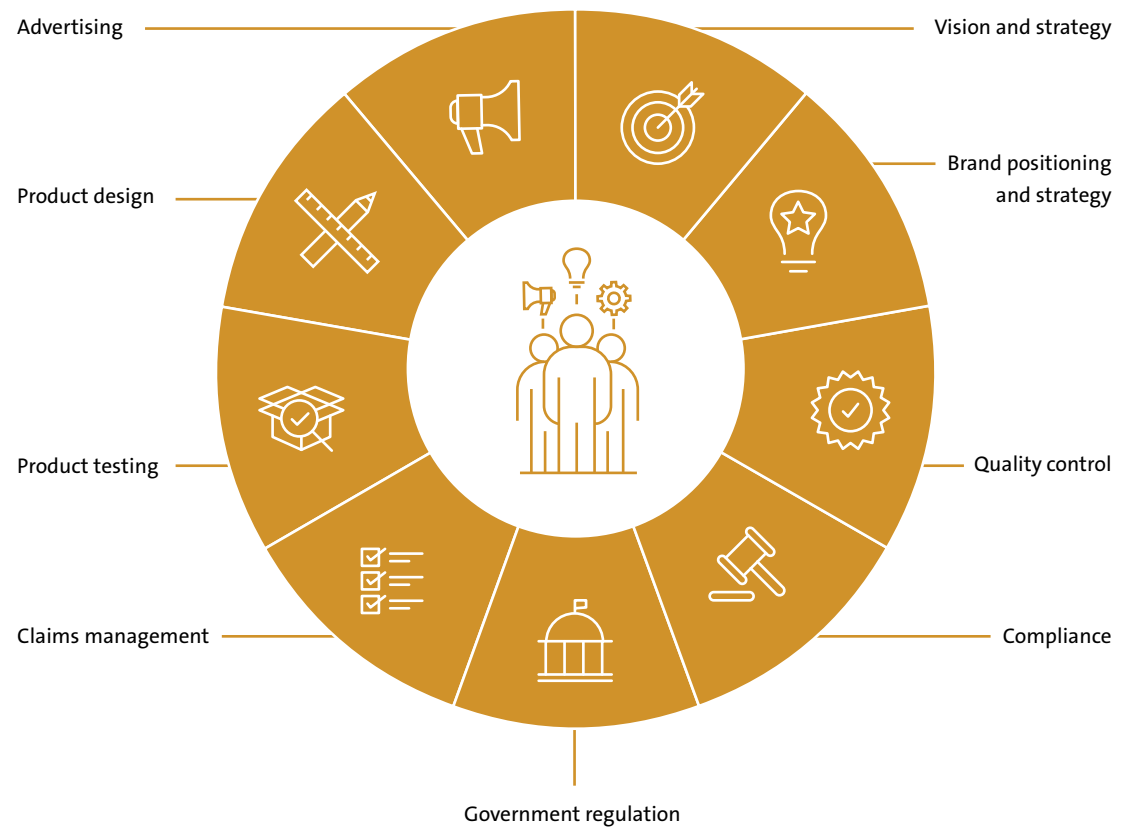 Advertising
Vision and strategy
Brand positioning
and strategy
Product design
Product testing
Quality control
Claims management
Compliance
Government regulation